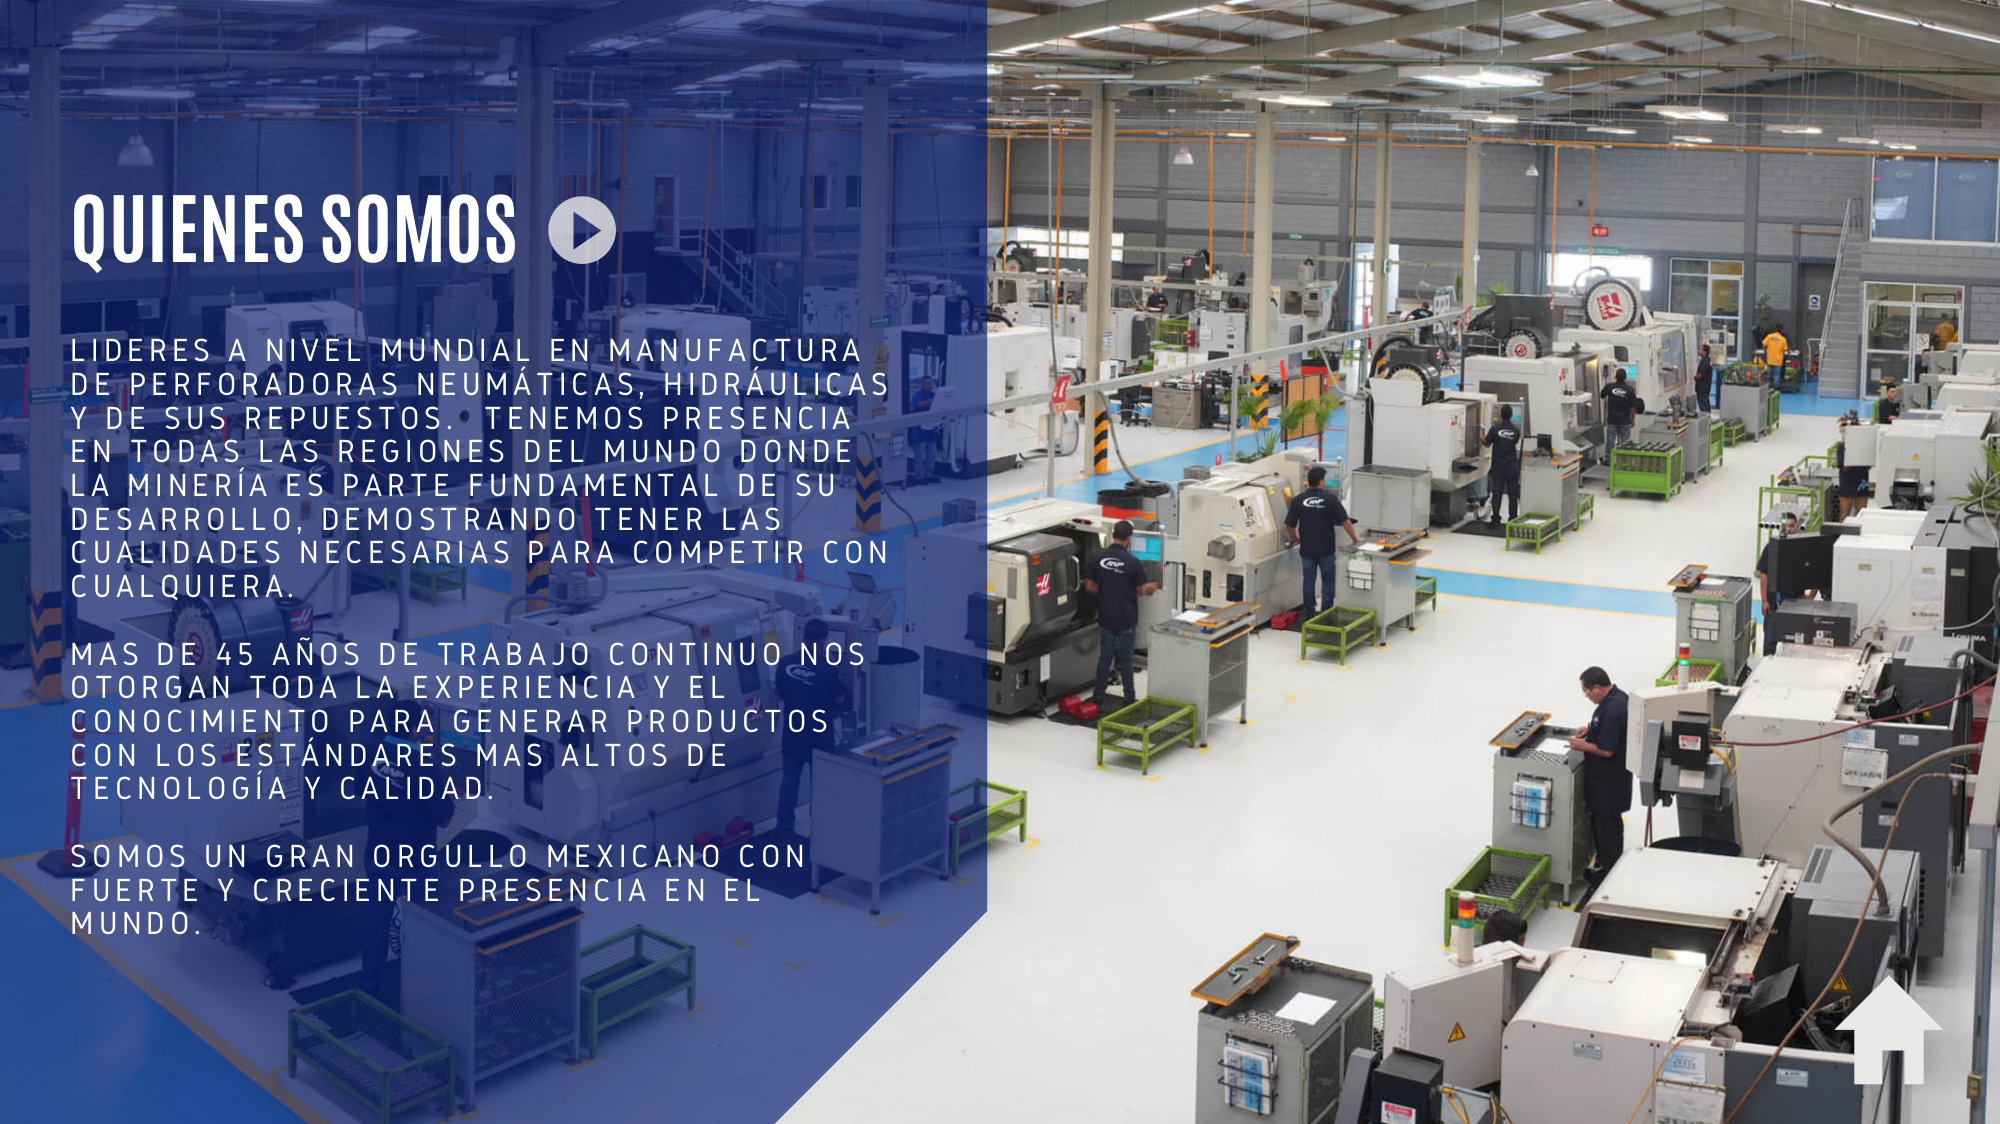 QUIENES SOMOS
LIDERES A NIVEL MUNDIAL EN MANUFACTURA
DE PERFORADORAS NEUMÁTICAS, HIDRÁULICAS
Y DE SUS REPUESTOS. TENEMOS PRESENCIA
EN TODAS LAS REGIONES DEL MUNDO DONDE
LA MINERÍA ES PARTE FUNDAMENTAL DE SU
DESARROLLO, DEMOSTRANDO TENER LAS
CUALIDADES NECESARIAS PARA COMPETIR CON
CUALQUIERA.
MAS DE 45 AÑOS DE TRABAJO CONTINUO NOS
OTORGAN TODA LA EXPERIENCIA Y EL
CONOCIMIENTO PARA GENERAR PRODUCTOS
CON LOS ESTÁNDARES MAS ALTOS DE
TECNOLOGÍA Y CALIDAD.
SOMOS UN GRAN ORGULLO MEXICANO CON
FUERTE Y CRECIENTE PRESENCIA EN EL
MUNDO.
OKUMA